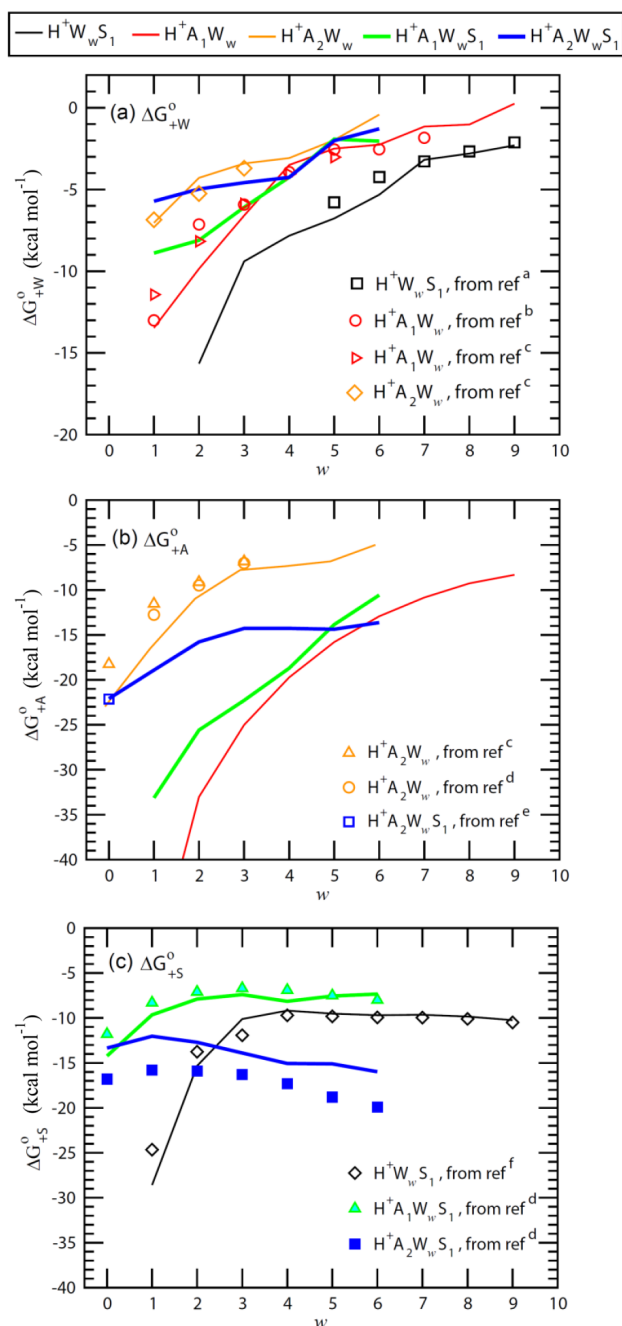 H⁺W_wS₁ H⁺A₁W_w H⁺A₂W_w H⁺A₁W_wS₁ H⁺A₂W_wS₁
(a) ΔG°₊W
0
-5
-10
-15
-20
ΔG°₊W (kcal mol⁻¹)
H⁺W_wS₁, from ref^a
H⁺A₁W_w, from ref^b
H⁺A₁W_w, from ref^c
H⁺A₂W_w, from ref^c
0 1 2 3 4 5 6 7 8 9 10
w
(b) ΔG°₊A
0
-5
-10
-15
-20
-25
-30
-35
-40
ΔG°₊A (kcal mol⁻¹)
H⁺A₂W_w, from ref^c
H⁺A₂W_w, from ref^d
H⁺A₂W_wS₁, from ref^e
0 1 2 3 4 5 6 7 8 9 10
w
(c) ΔG°₊S
0
-5
-10
-15
-20
-25
-30
-35
-40
ΔG°₊S (kcal mol⁻¹)
H⁺W_wS₁, from ref^f
H⁺A₁W_wS₁, from ref^d
H⁺A₂W_wS₁, from ref^d
0 1 2 3 4 5 6 7 8 9 10
w